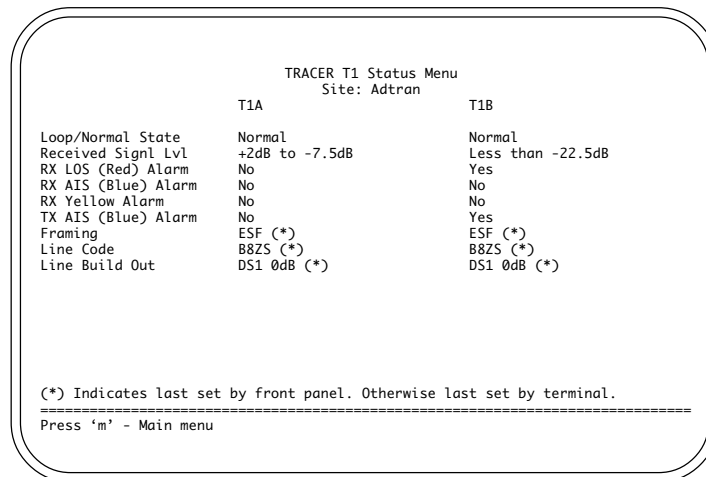 TRACER T1 Status Menu
Site: Adtran
T1A T1B
Loop/Normal State Normal Normal
Received Signl Lvl +2dB to -7.5dB Less than -22.5dB
RX LOS (Red) Alarm No Yes
RX AIS (Blue) Alarm No No
RX Yellow Alarm No No
TX AIS (Blue) Alarm No Yes
Framing ESF (*) ESF (*)
Line Code B8ZS (*) B8ZS (*)
Line Build Out DS1 0dB (*) DS1 0dB (*)
(*) Indicates last set by front panel. Otherwise last set by terminal.
===============================================================================
Press ‘m’ - Main menu